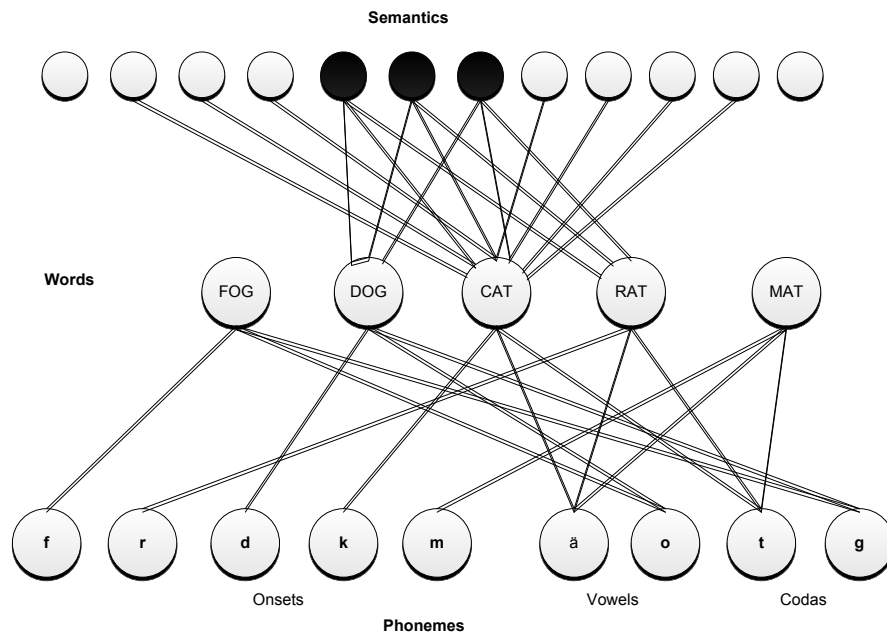 Semantics
Words
FOG DOG CAT RAT MAT
f r d k m ä o t g
Onsets Vowels Codas
Phonemes